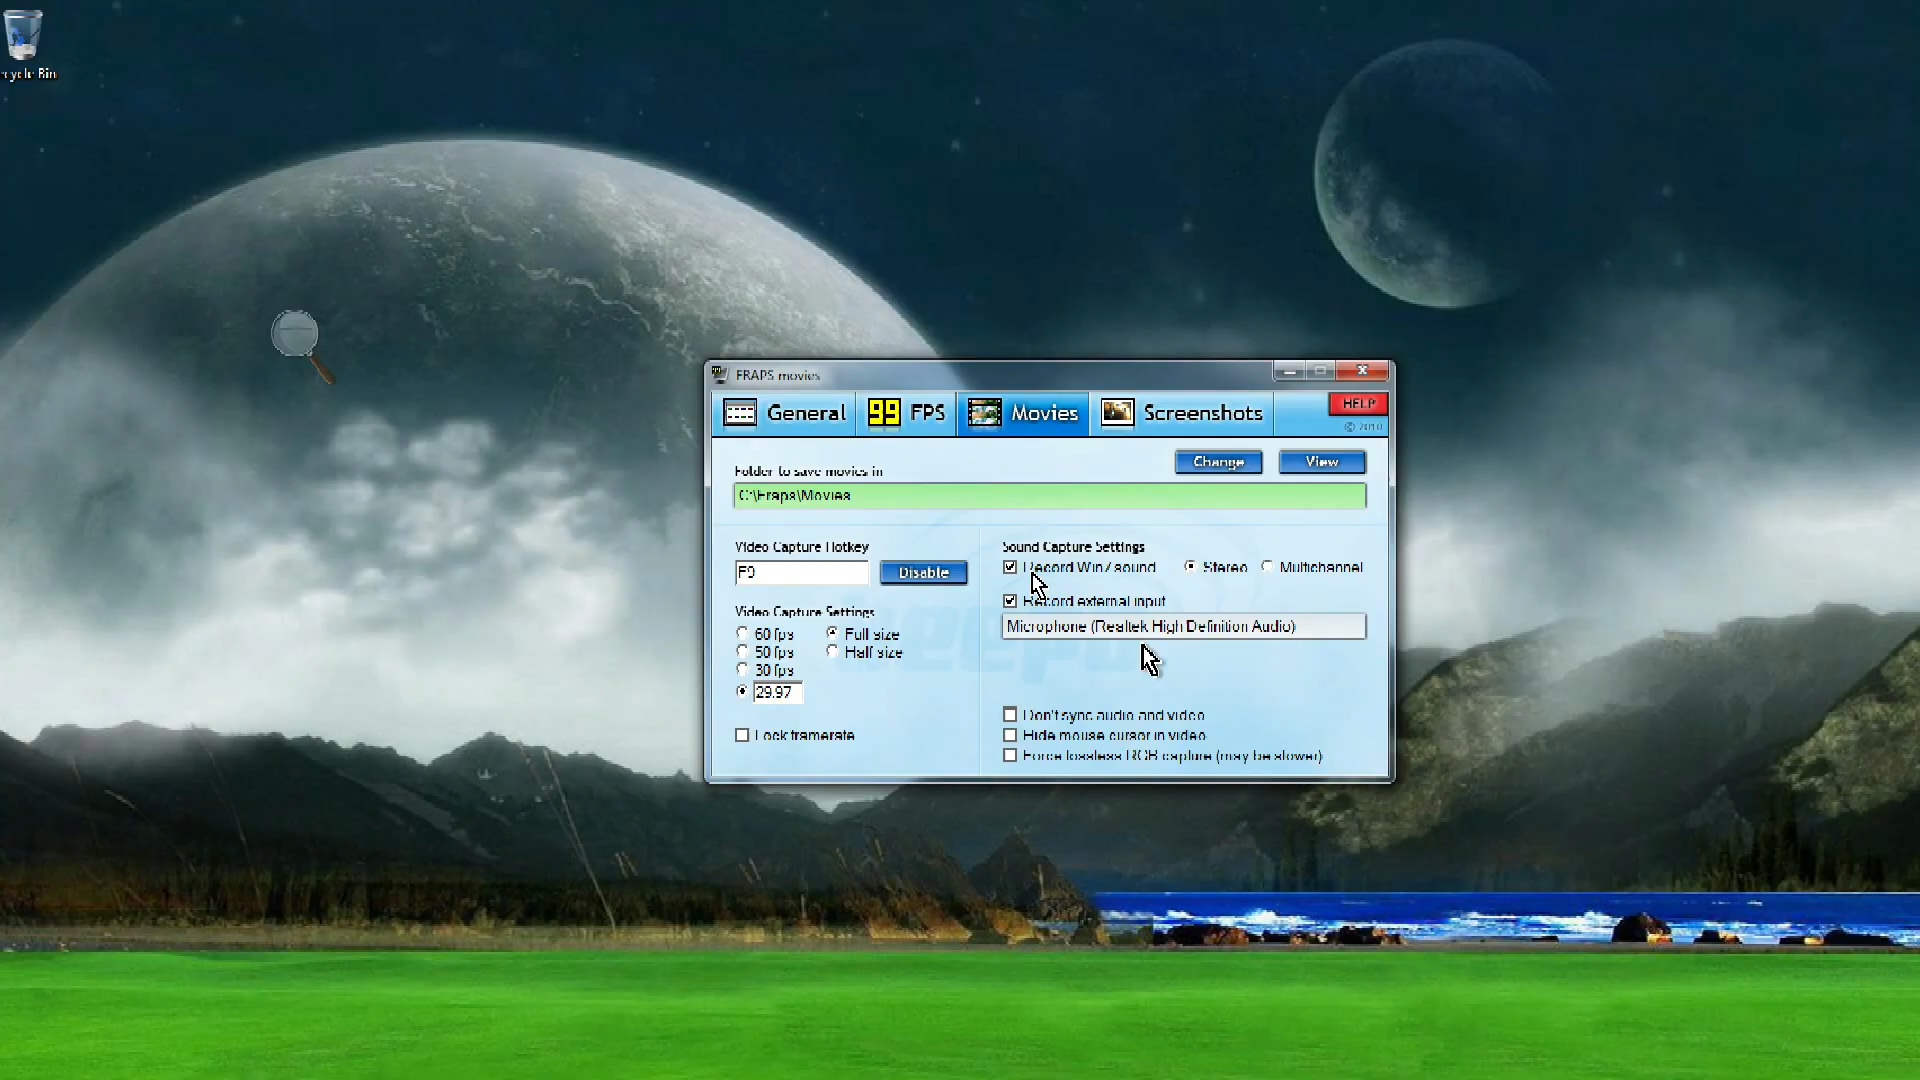 FRAPS movies
General
99 FPS
Movies
Screenshots
HELP
© 2010
Folder to save movies in
Change
View
C:\Fraps\Movies
Video Capture Hotkey
F9
Disable
Video Capture Settings
60 fps
50 fps
30 fps
29.97
Full size
Half size
Lock framerate
Sound Capture Settings
Record Win7 sound
Stereo
Multichannel
Record external input
Microphone (Realtek High Definition Audio)
Don't sync audio and video
Hide mouse cursor in video
Force lossless RGB capture (may be slower)